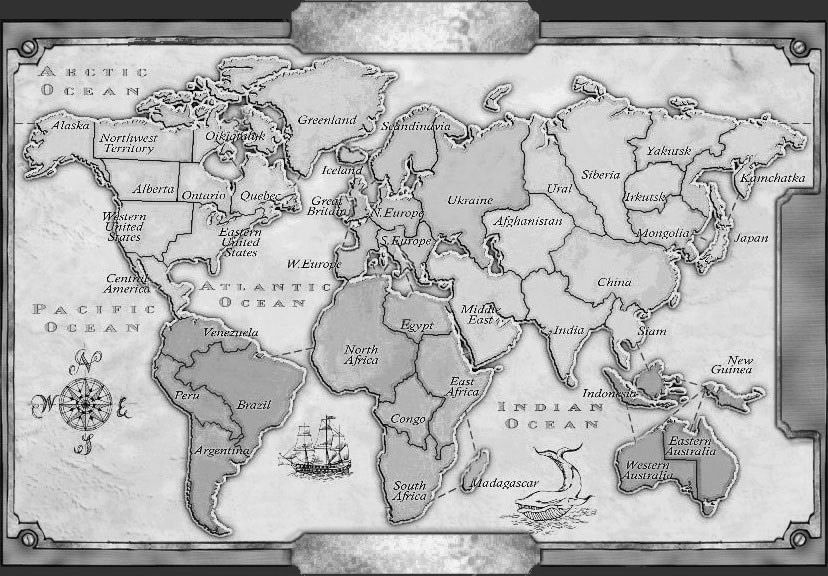 ARCTIC
OCEAN
Alaska
Northwest
Territory
Greenland
Scandinavia
Iceland
Alberta
Ontario
Quebec
Western
United
States
Eastern
United
States
Central
America
Great
Britain
N.Europe
S.Europe
W.Europe
Ukraine
Ural
Siberia
Yakutsk
Kamchatka
Irkutsk
Mongolia
Japan
Afghanistan
China
Middle
East
India
Siam
ATLANTIC
OCEAN
PACIFIC
OCEAN
N
W
E
S
Venezuela
Peru
Brazil
Argentina
North
Africa
Egypt
East
Africa
Congo
South
Africa
Madagascar
INDIAN
OCEAN
Indonesia
New
Guinea
Eastern
Australia
Western
Australia